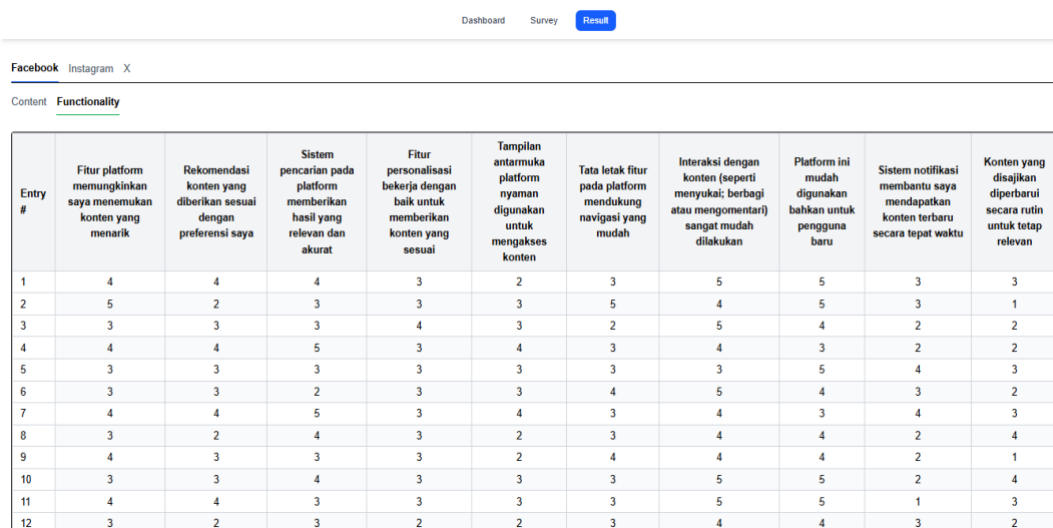 Dashboard Survey Result
Facebook Instagram X
Content Functionality
Entry #
Fitur platform memungkinkan saya menemukan konten yang menarik
Rekomendasi konten yang diberikan sesuai dengan preferensi saya
Sistem pencarian pada platform memberikan hasil yang relevan dan akurat
Fitur personalisasi bekerja dengan baik untuk memberikan konten yang sesuai
Tampilan antarmuka platform nyaman digunakan untuk mengakses konten
Tata letak fitur pada platform mendukung navigasi yang mudah
Interaksi dengan konten (seperti menyukai; berbagi atau mengomentari) sangat mudah dilakukan
Platform ini mudah digunakan bahkan untuk pengguna baru
Sistem notifikasi membantu saya mendapatkan konten terbaru secara tepat waktu
Konten yang disajikan diperbarui secara rutin untuk tetap relevan
1 4 4 4 3 2 3 5 5 3 3
2 5 2 3 3 3 5 4 5 3 1
3 3 3 3 4 3 2 5 4 2 2
4 4 4 5 3 4 3 4 3 2 2
5 3 3 3 3 3 3 3 5 4 3
6 3 3 2 3 3 4 5 4 3 2
7 4 4 5 3 4 3 4 3 4 3
8 3 2 4 3 2 3 4 4 2 4
9 4 3 3 3 2 4 4 4 2 1
10 3 3 4 3 3 3 5 5 2 4
11 4 4 3 3 3 3 5 5 1 3
12 3 2 3 2 2 3 4 4 3 2